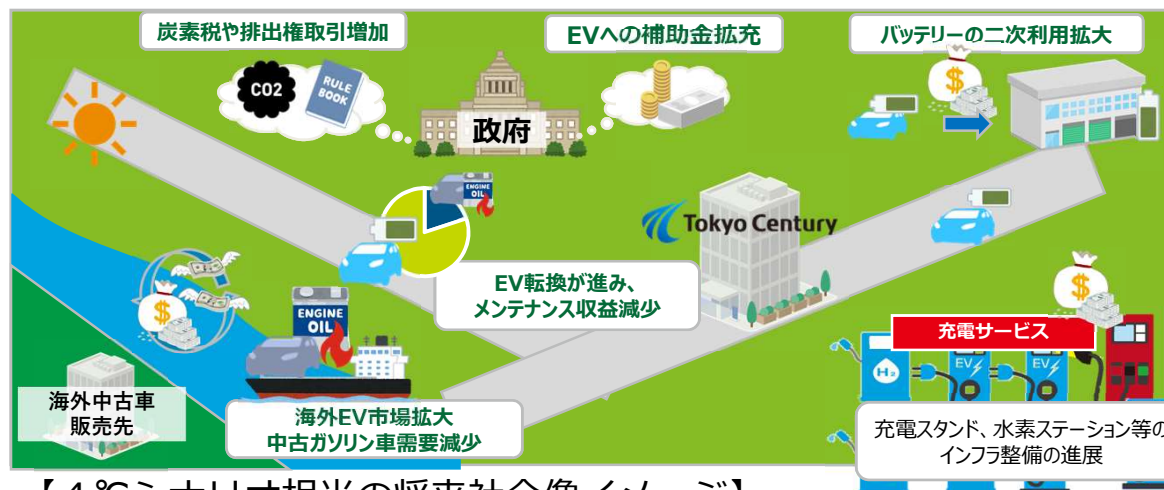 炭素税や排出権取引増加
EVへの補助金拡充
バッテリーの二次利用拡大
CO2
RULE
BOOK
政府
ENGINE
OIL
Tokyo Century
EV転換が進み、
メンテナンス収益減少
ENGINE
OIL
充電サービス
H2
EV
EV
海外中古車
販売先
海外EV市場拡大
中古ガソリン車需要減少
充電スタンド、水素ステーション等の
インフラ整備の進展